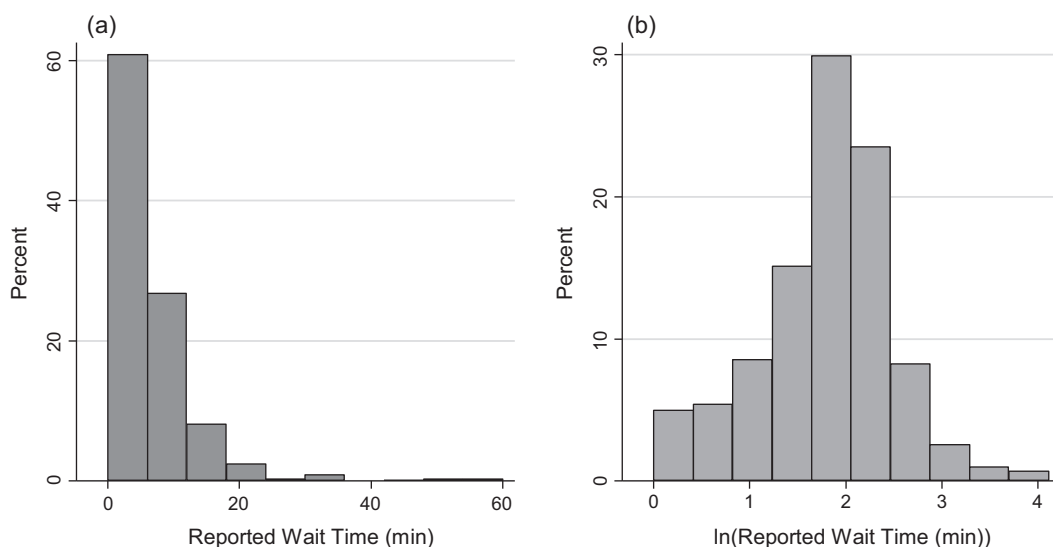 (a)
60
40
20
0
Percent
0 20 40 60
Reported Wait Time (min)
(b)
30
20
10
0
Percent
0 1 2 3 4
ln(Reported Wait Time (min))